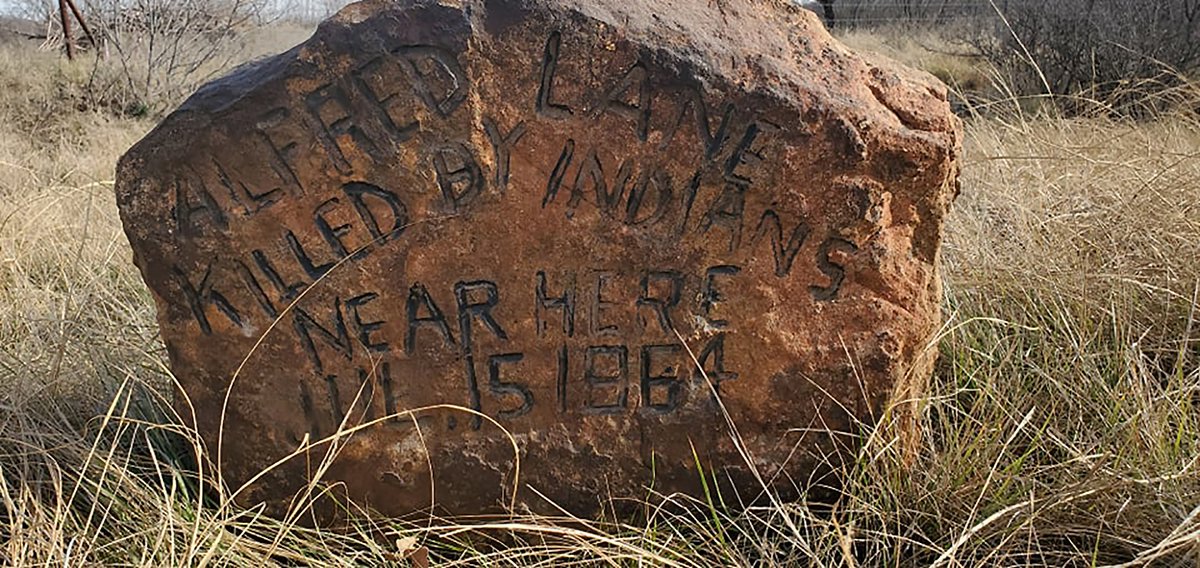 ALFRED LANE
KILLED BY INDIANS
NEAR HERE
JUL. 15 1864